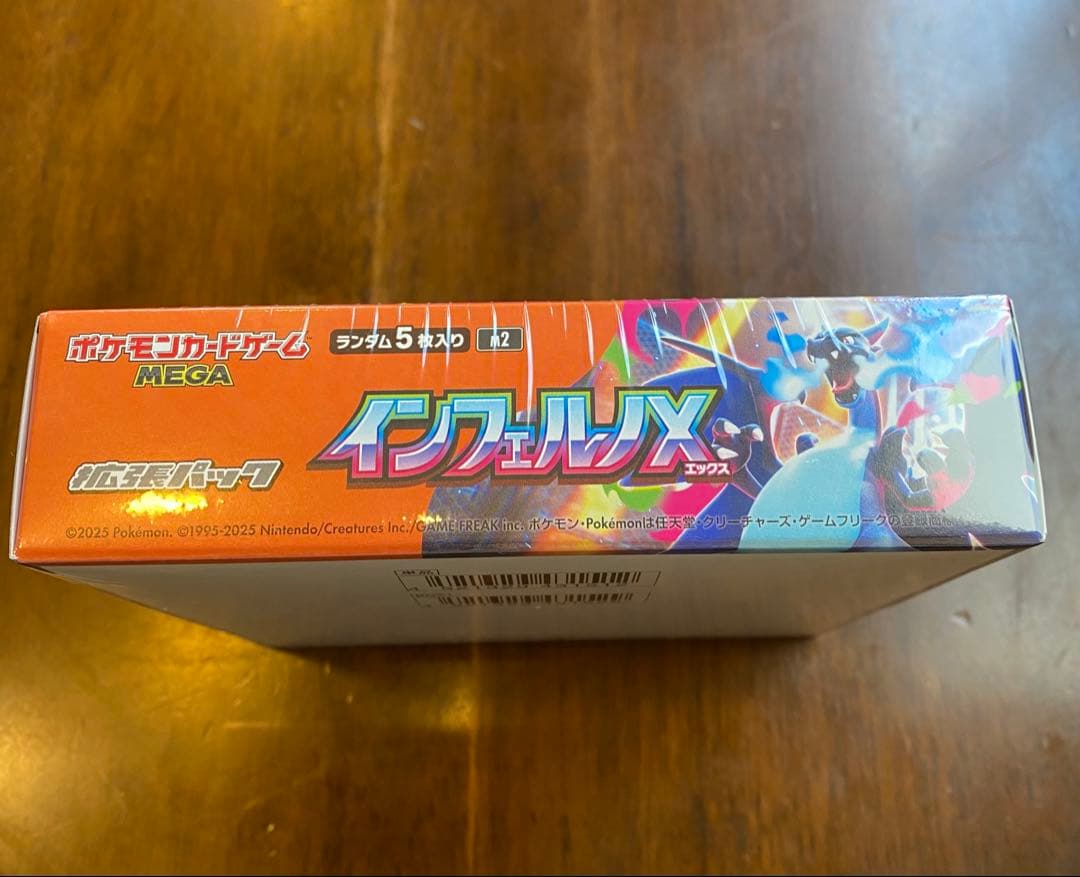 ポケモンカードゲーム
MEGA
ランダム5枚入り
m2
インフェルノX
エックス
拡張パック
©2025 Pokémon. ©1995-2025 Nintendo/Creatures Inc./GAME FREAK inc. ポケモン・Pokémonは任天堂・クリーチャーズ・ゲームフリークの